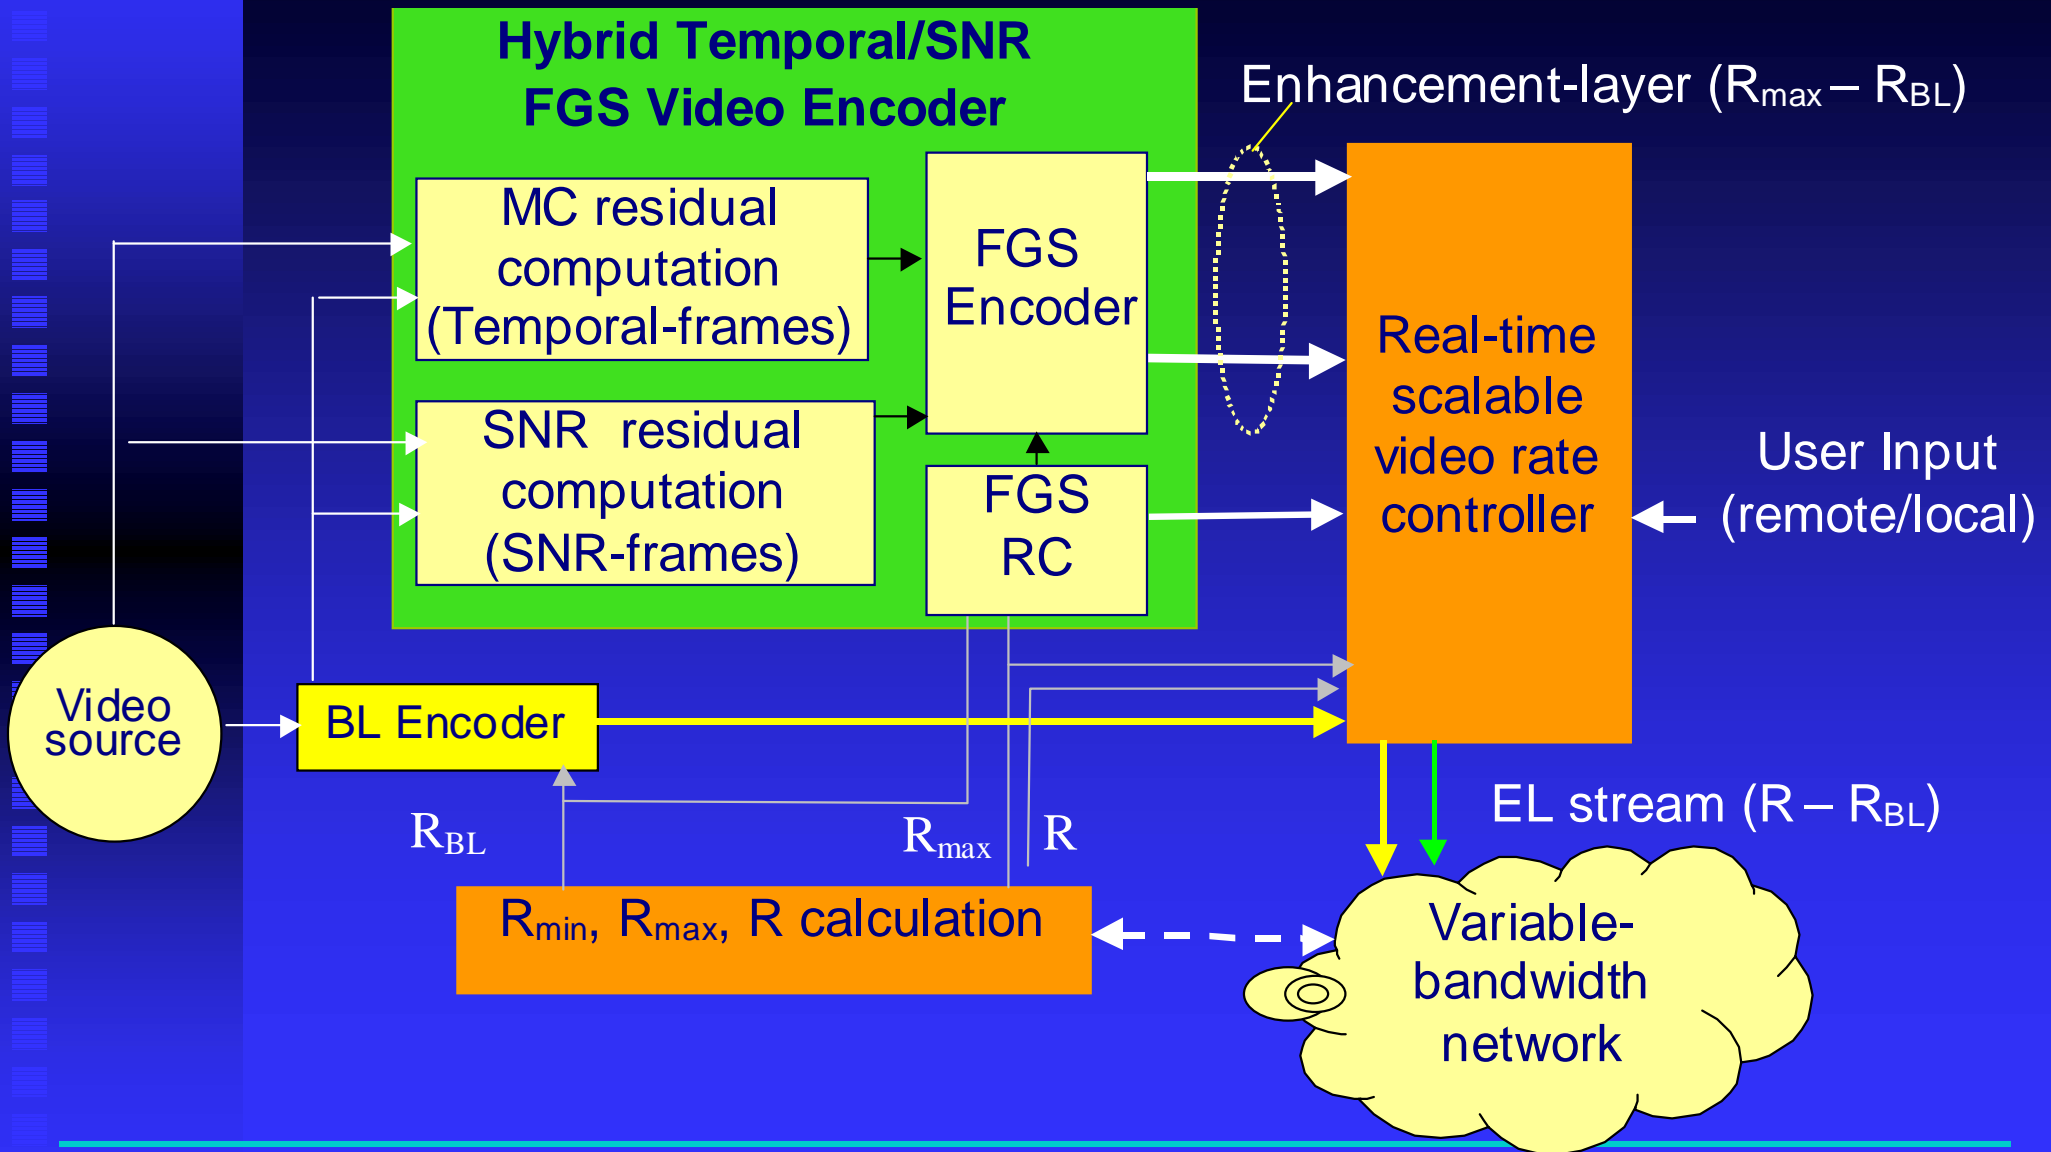 Hybrid Temporal/SNR
FGS Video Encoder
Enhancement-layer (Rmax – RBL)
MC residual
computation
(Temporal-frames)
FGS
Encoder
SNR residual
computation
(SNR-frames)
FGS
RC
Real-time
scalable
video rate
controller
User Input
(remote/local)
Video
source
BL Encoder
RBL
Rmax
R
EL stream (R – RBL)
Rmin, Rmax, R calculation
Variable-
bandwidth
network